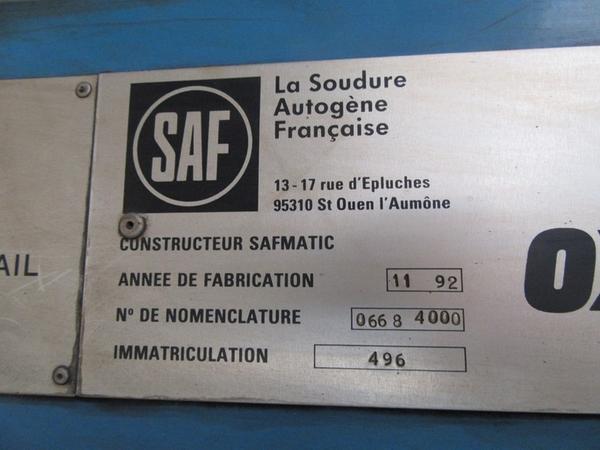 SAF
La Soudure
Autogène
Française
13-17 rue d'Epluches
95310 St Ouen l'Aumône
CONSTRUCTEUR SAFMATIC
ANNEE DE FABRICATION 11 92
N° DE NOMENCLATURE 0668 4000
IMMATRICULATION 496
AIL
OX